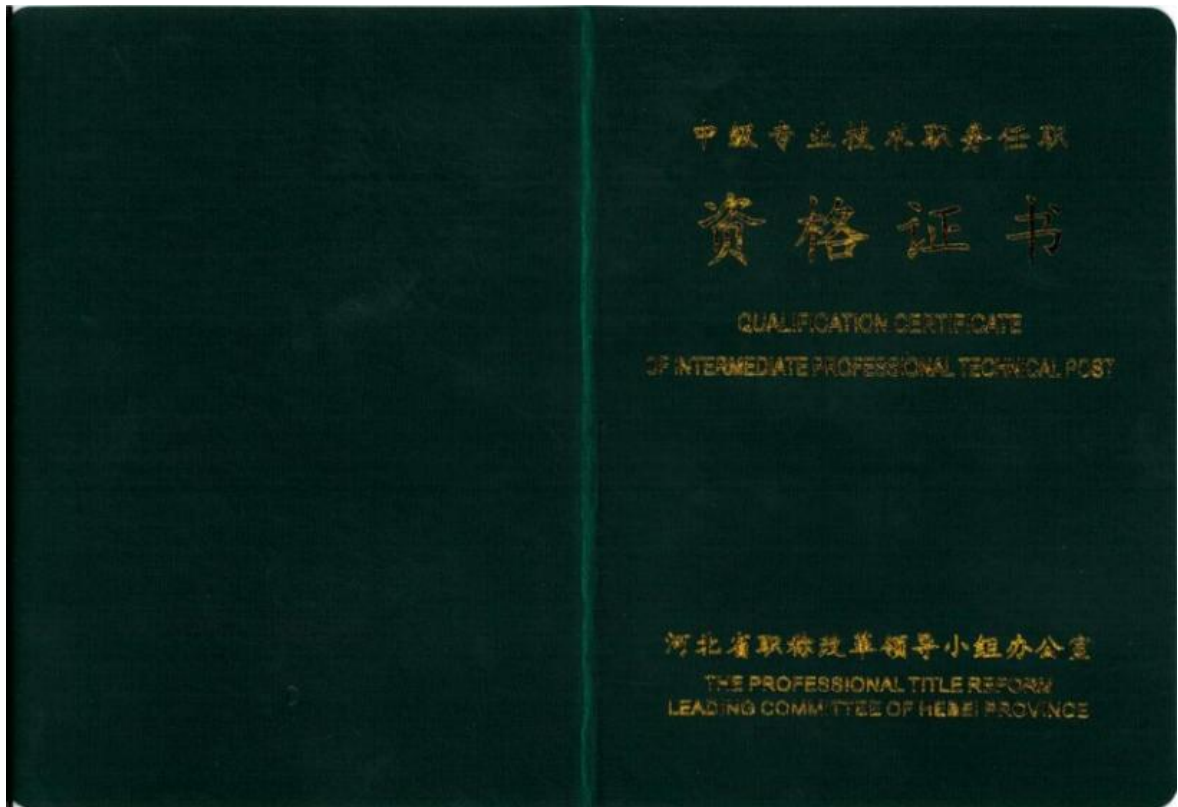 中级专业技术职务任职
资格证书
QUALIFICATION CERTIFICATE
OF INTERMEDIATE PROFESSIONAL TECHNICAL POST
河北省职称改革领导小组办公室
THE PROFESSIONAL TITLE REFORM
LEADING COMMITTEE OF HEBEI PROVINCE